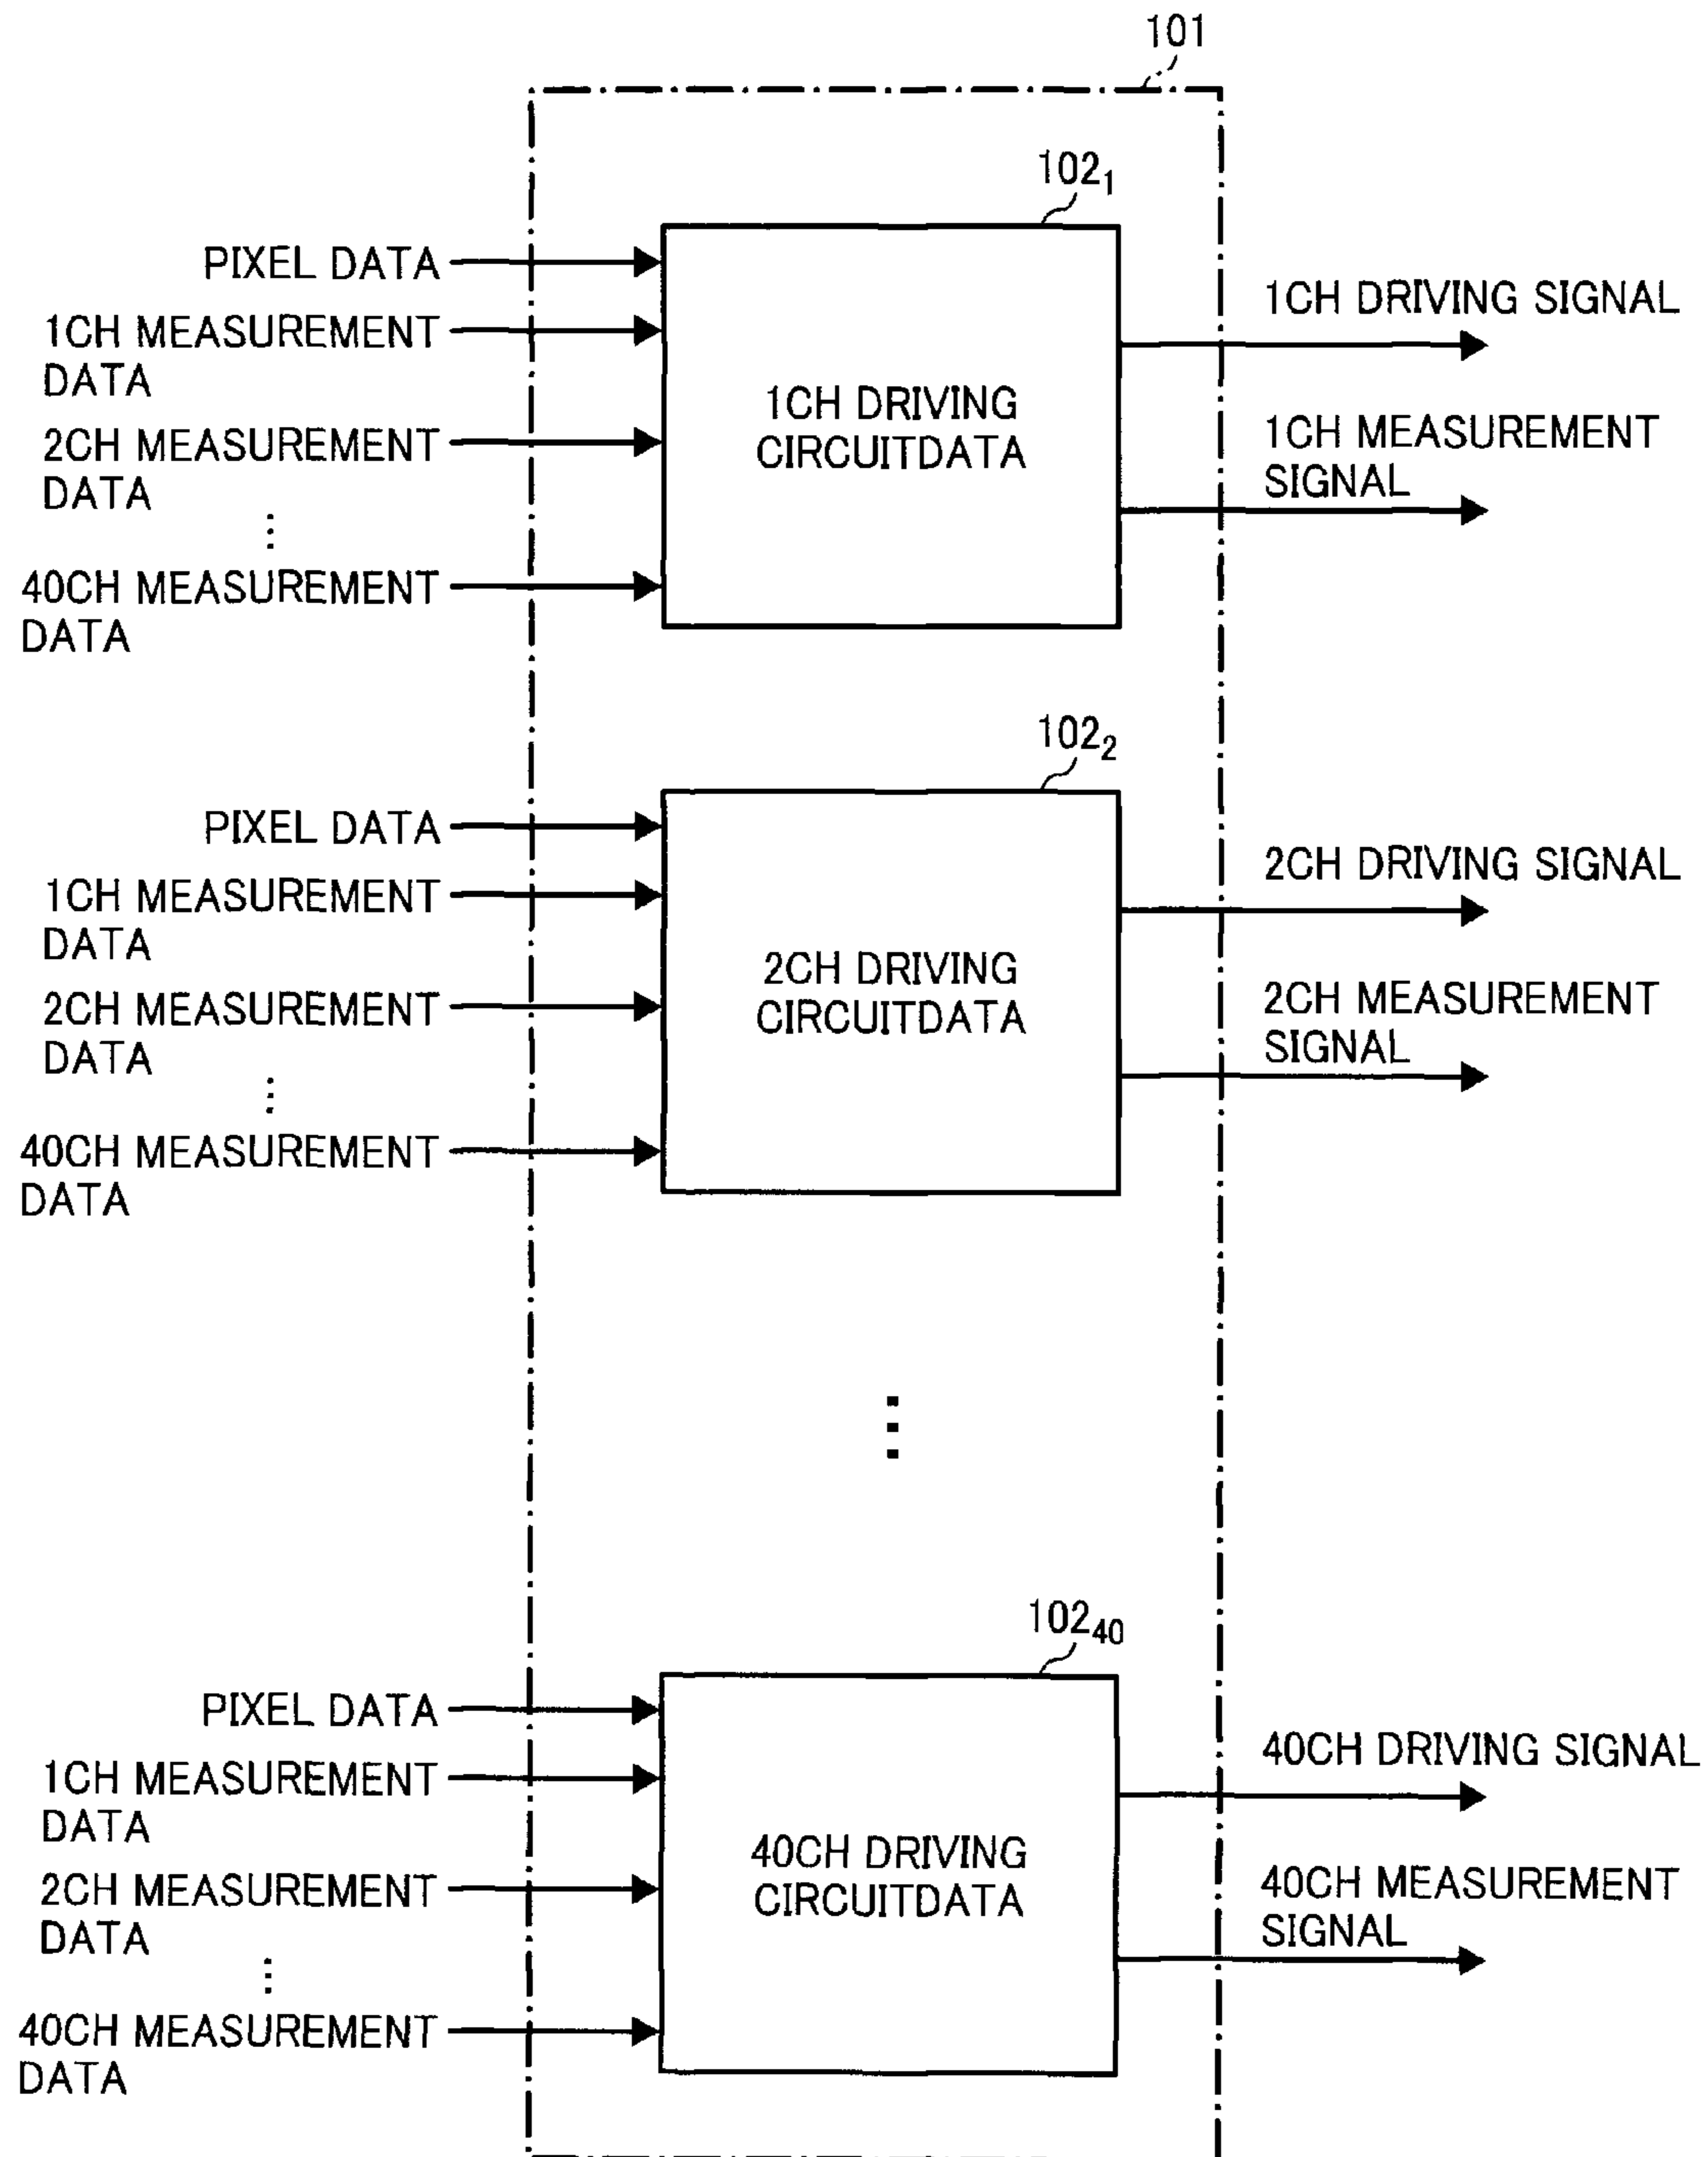 101
102₁
PIXEL DATA
1CH MEASUREMENT
DATA
2CH MEASUREMENT
DATA
⋮
40CH MEASUREMENT
DATA
1CH DRIVING
CIRCUITDATA
1CH DRIVING SIGNAL
1CH MEASUREMENT
SIGNAL
102₂
PIXEL DATA
1CH MEASUREMENT
DATA
2CH MEASUREMENT
DATA
⋮
40CH MEASUREMENT
DATA
2CH DRIVING
CIRCUITDATA
2CH DRIVING SIGNAL
2CH MEASUREMENT
SIGNAL
⋮
102₄₀
PIXEL DATA
1CH MEASUREMENT
DATA
2CH MEASUREMENT
DATA
⋮
40CH MEASUREMENT
DATA
40CH DRIVING
CIRCUITDATA
40CH DRIVING SIGNAL
40CH MEASUREMENT
SIGNAL